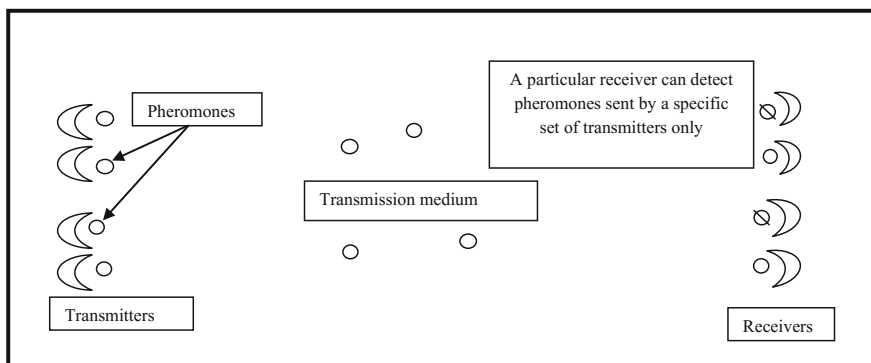 Pheromones
A particular receiver can detect
pheromones sent by a specific
set of transmitters only
Transmission medium
Transmitters
Receivers